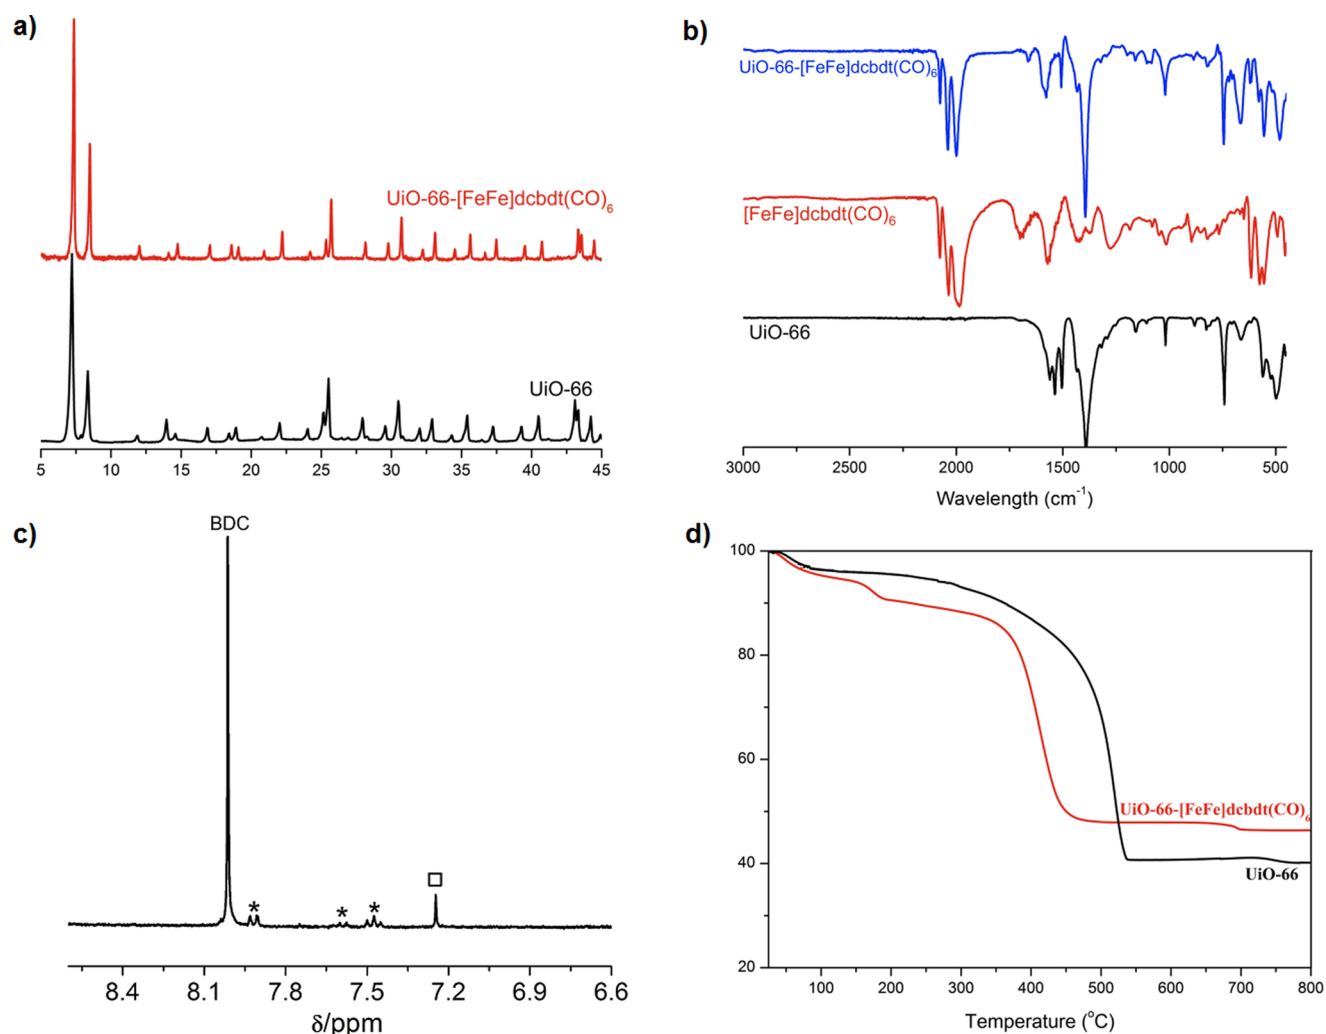 a)
UiO-66-[FeFe]dcbdt(CO)₆
UiO-66
5 10 15 20 25 30 35 40 45
b)
UiO-66-[FeFe]dcbdt(CO)₆
[FeFe]dcbdt(CO)₆
UiO-66
3000 2500 2000 1500 1000 500
Wavelength (cm⁻¹)
c)
BDC
* * *
8.4 8.1 7.8 7.5 7.2 6.9 6.6
δ/ppm
d)
100
80
60
40
20
UiO-66-[FeFe]dcbdt(CO)₆
UiO-66
100 200 300 400 500 600 700 800
Temperature (°C)